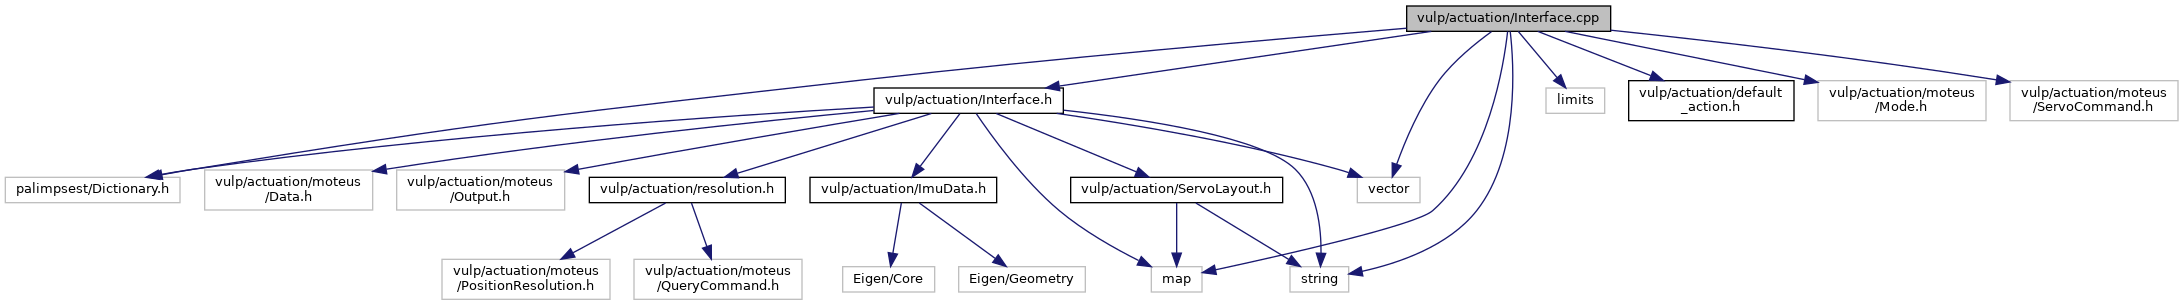 vulp/actuation/Interface.cpp
vulp/actuation/Interface.h
limits
vulp/actuation/default
_action.h
vulp/actuation/moteus
/Mode.h
vulp/actuation/moteus
/ServoCommand.h
palimpsest/Dictionary.h
vulp/actuation/moteus
/Data.h
vulp/actuation/moteus
/Output.h
vulp/actuation/resolution.h
vulp/actuation/ImuData.h
vulp/actuation/ServoLayout.h
vector
vulp/actuation/moteus
/PositionResolution.h
vulp/actuation/moteus
/QueryCommand.h
Eigen/Core
Eigen/Geometry
map
string